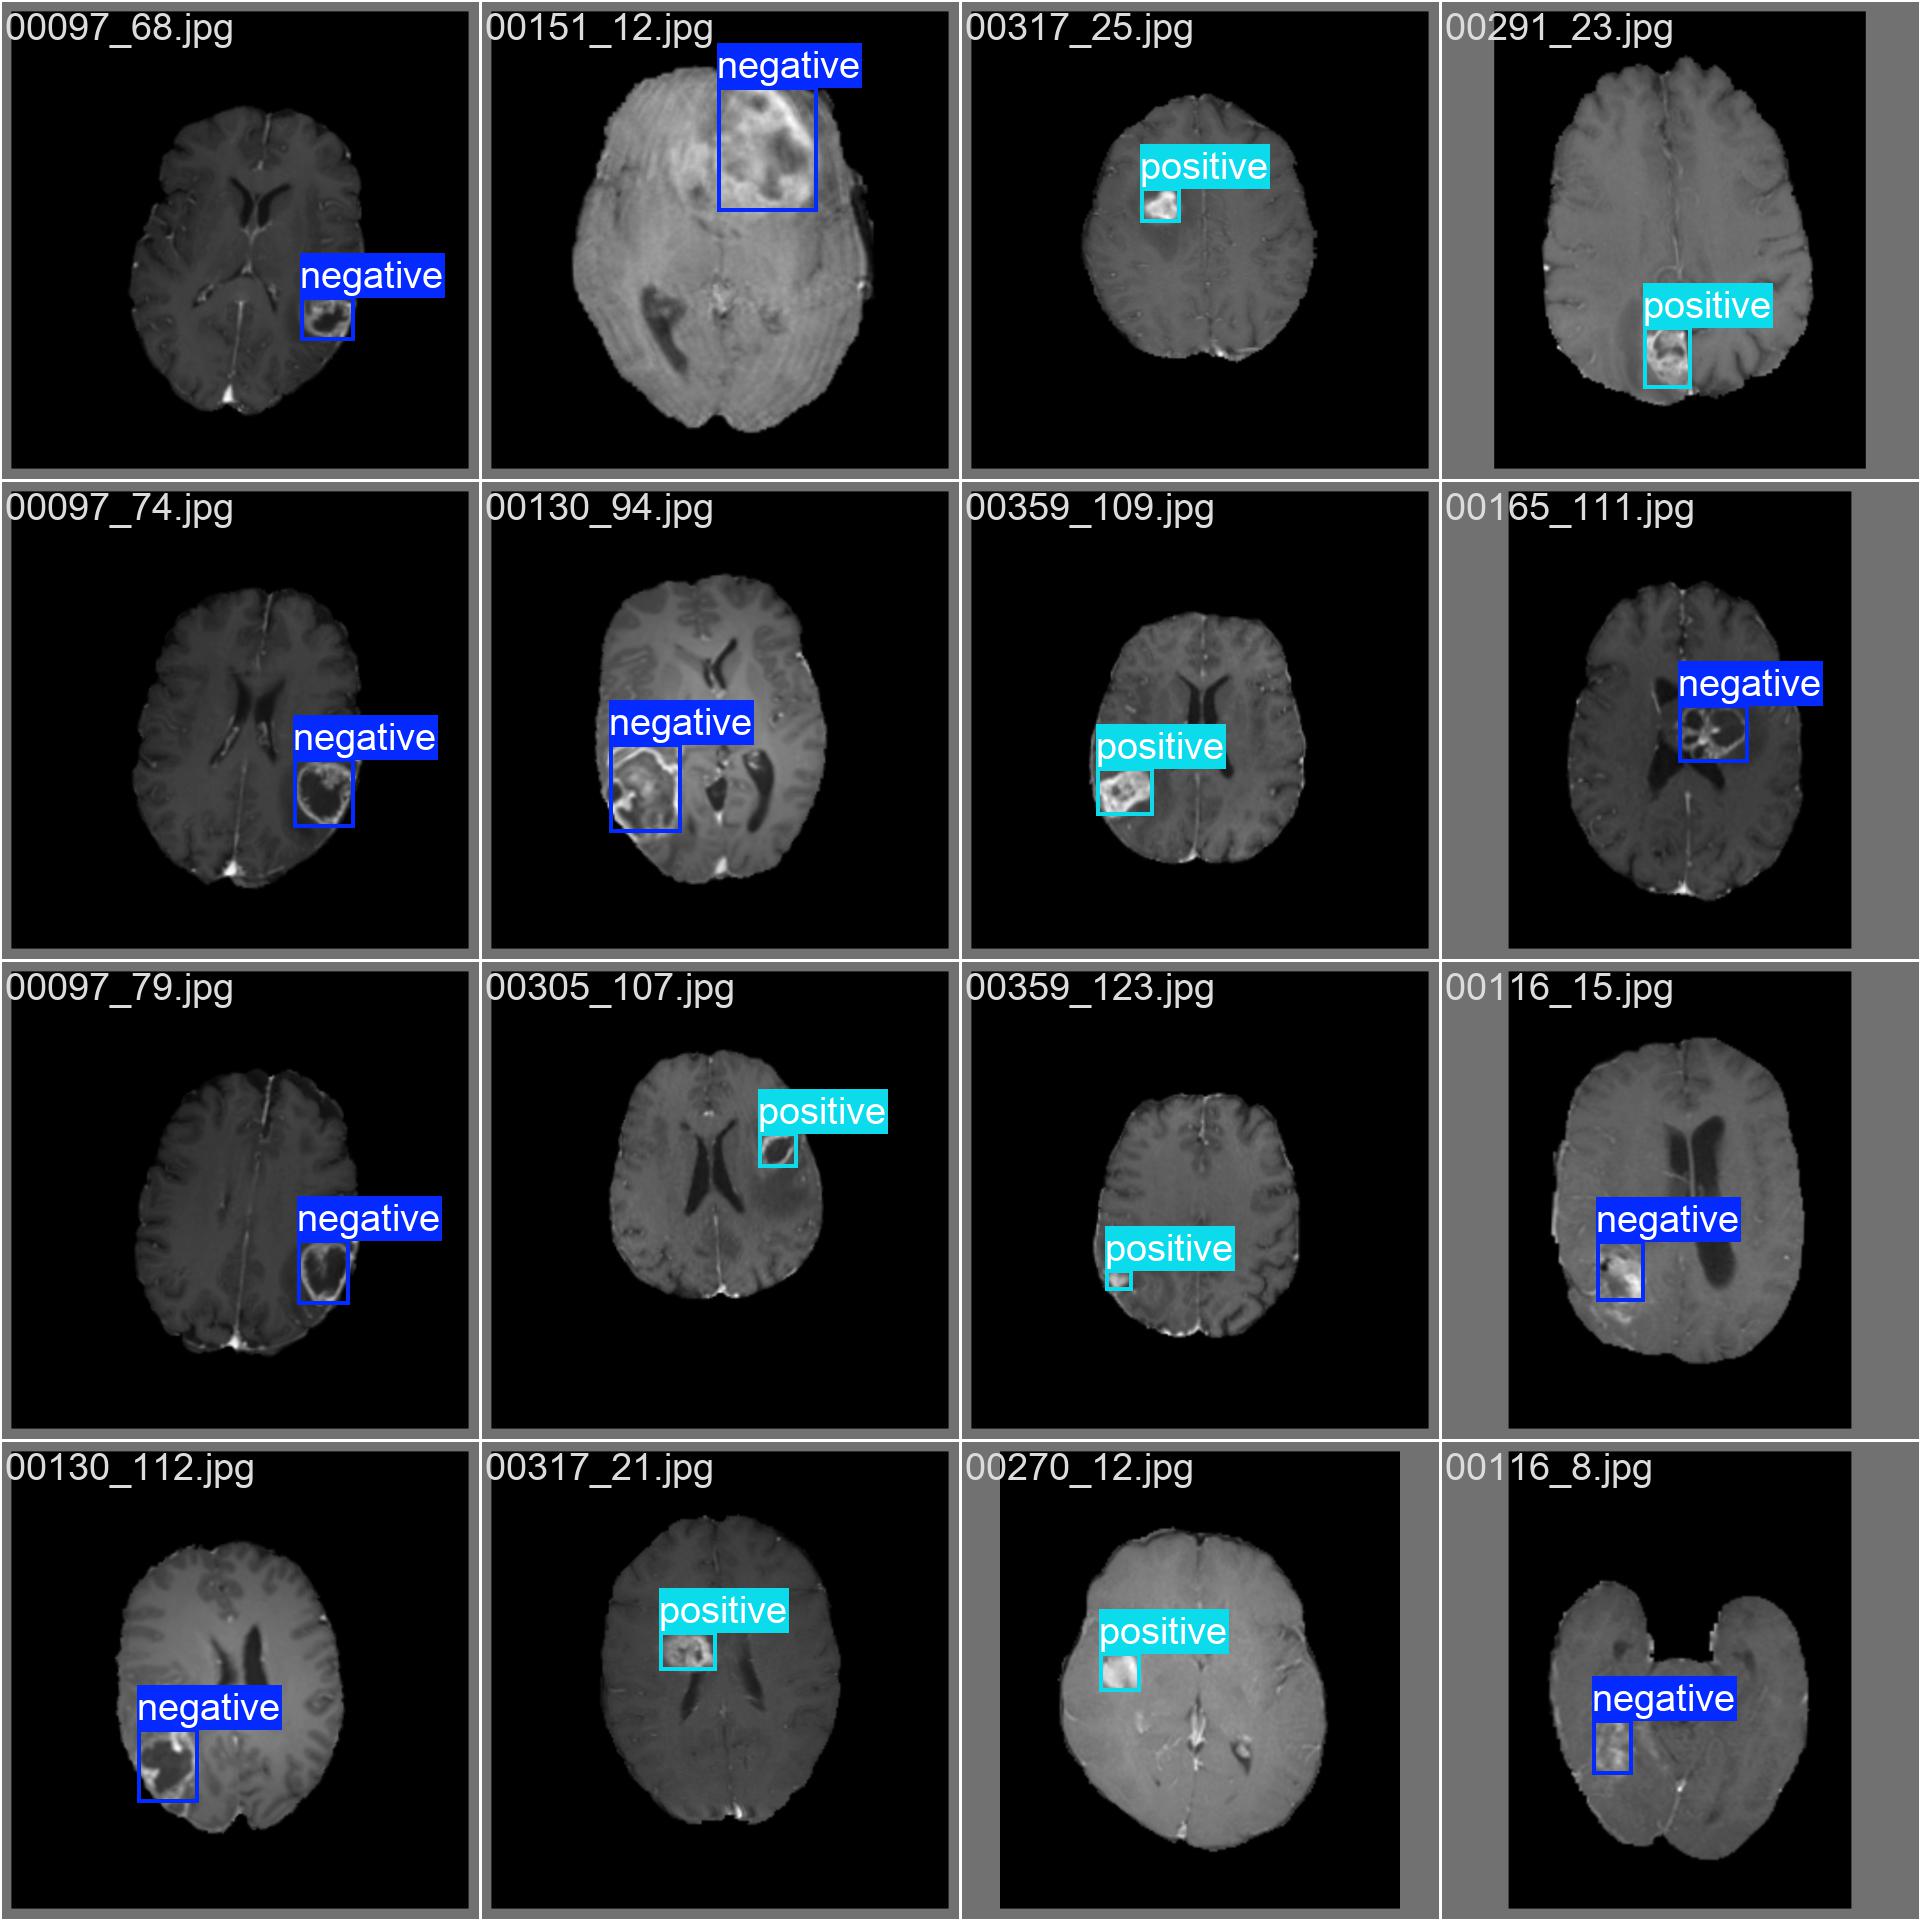 00097_68.jpg
negative
00151_12.jpg
negative
00317_25.jpg
positive
00291_23.jpg
positive
00097_74.jpg
negative
00130_94.jpg
negative
00359_109.jpg
positive
00165_111.jpg
negative
00097_79.jpg
negative
00305_107.jpg
positive
00359_123.jpg
positive
00116_15.jpg
negative
00130_112.jpg
negative
00317_21.jpg
positive
00270_12.jpg
positive
00116_8.jpg
negative